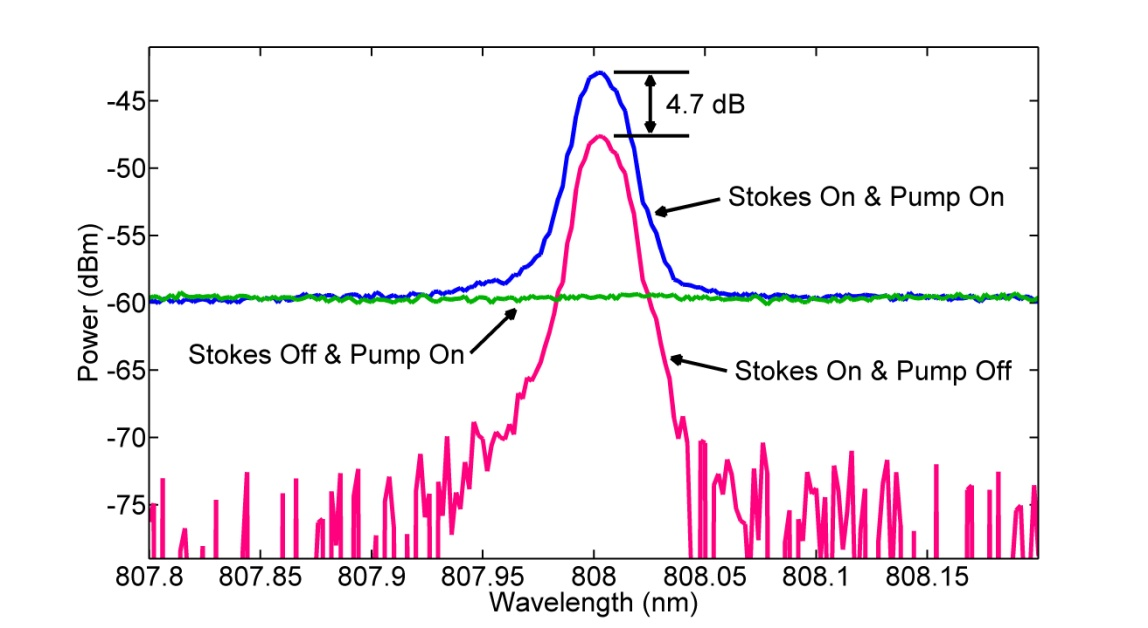 -45
4.7 dB
-50
Stokes On & Pump On
-55
Power (dBm)
-60
Stokes Off & Pump On
-65
Stokes On & Pump Off
-70
-75
807.8 807.85 807.9 807.95 808 808.05 808.1 808.15
Wavelength (nm)